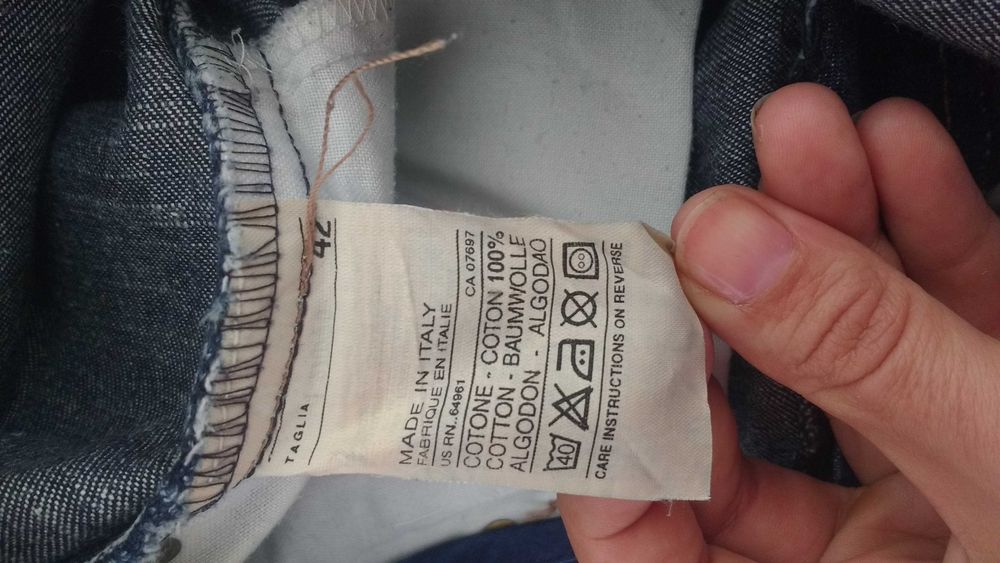 TAGLIA 42
MADE IN ITALY
FABRIQUE EN ITALIE
US RN..64961 CA 07697
COTONE - COTON 100%
COTTON - BAUMWOLLE
ALGODON - ALGODAO
40
CARE INSTRUCTIONS ON REVERSE